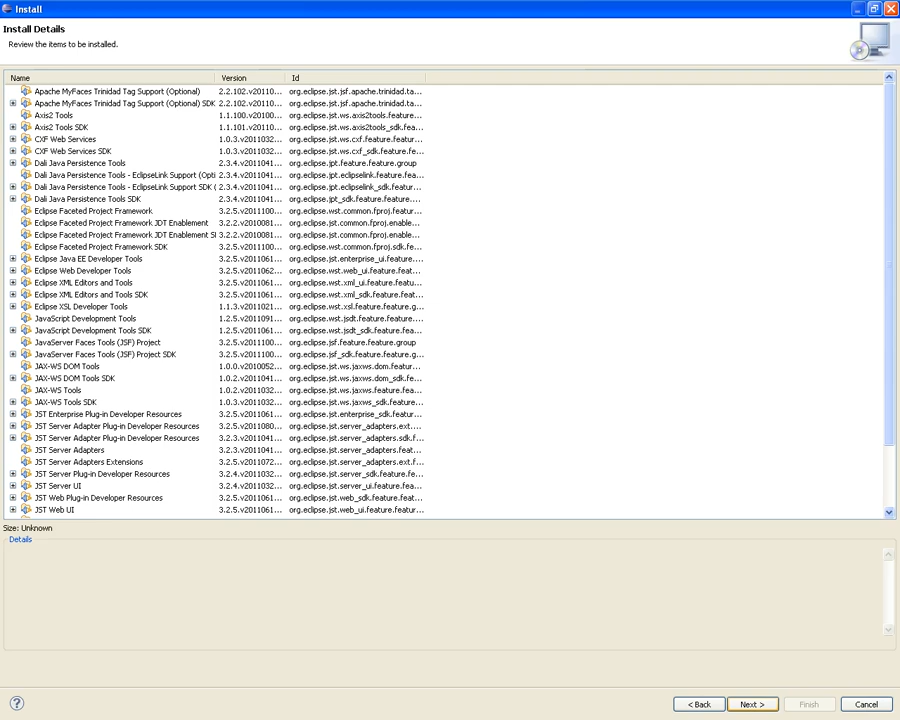 Install
Install Details
Review the items to be installed.
Name Version Id
Apache MyFaces Trinidad Tag Support (Optional) 2.2.102.v20110... org.eclipse.jst.jsf.apache.trinidad.ta...
Apache MyFaces Trinidad Tag Support (Optional) SDK 2.2.102.v20110... org.eclipse.jst.jsf.apache.trinidad.ta...
Axis2 Tools 1.1.100.v20100... org.eclipse.jst.ws.axis2tools.feature....
Axis2 Tools SDK 1.1.101.v20110... org.eclipse.jst.ws.axis2tools_sdk.fea...
CXF Web Services 1.0.3.v2011032... org.eclipse.jst.ws.cxf.feature.featur...
CXF Web Services SDK 1.0.3.v2011032... org.eclipse.jst.ws.cxf_sdk.feature.fe...
Dali Java Persistence Tools 2.3.4.v2011041... org.eclipse.jpt.feature.feature.group
Dali Java Persistence Tools - EclipseLink Support (Opti 2.3.4.v2011041... org.eclipse.jpt.eclipselink.feature.fea...
Dali Java Persistence Tools - EclipseLink Support SDK ( 2.3.4.v2011041... org.eclipse.jpt.eclipselink_sdk.featur...
Dali Java Persistence Tools SDK 2.3.4.v2011041... org.eclipse.jpt_sdk.feature.feature....
Eclipse Faceted Project Framework 3.2.5.v2011100... org.eclipse.wst.common.fproj.featur...
Eclipse Faceted Project Framework JDT Enablement 3.2.2.v2010081... org.eclipse.jst.common.fproj.enable...
Eclipse Faceted Project Framework JDT Enablement SI 3.2.2.v2010081... org.eclipse.jst.common.fproj.enable...
Eclipse Faceted Project Framework SDK 3.2.5.v2011100... org.eclipse.wst.common.fproj.sdk.fe...
Eclipse Java EE Developer Tools 3.2.5.v2011061... org.eclipse.jst.enterprise_ui.feature....
Eclipse Web Developer Tools 3.2.5.v2011062... org.eclipse.wst.web_ui.feature.feat...
Eclipse XML Editors and Tools 3.2.5.v2011061... org.eclipse.wst.xml_ui.feature.featu...
Eclipse XML Editors and Tools SDK 3.2.5.v2011061... org.eclipse.wst.xml_sdk.feature.feat...
Eclipse XSL Developer Tools 1.1.3.v2011021... org.eclipse.wst.xsl.feature.feature.g...
JavaScript Development Tools 1.2.5.v2011091... org.eclipse.wst.jsdt.feature.feature....
JavaScript Development Tools SDK 1.2.5.v2011061... org.eclipse.wst.jsdt_sdk.feature.fea...
JavaServer Faces Tools (JSF) Project 3.2.5.v2011100... org.eclipse.jsf.feature.feature.group
JavaServer Faces Tools (JSF) Project SDK 3.2.5.v2011100... org.eclipse.jsf_sdk.feature.feature.g...
JAX-WS DOM Tools 1.0.0.v2010052... org.eclipse.jst.ws.jaxws.dom.featur...
JAX-WS DOM Tools SDK 1.0.2.v2011041... org.eclipse.jst.ws.jaxws.dom_sdk.fe...
JAX-WS Tools 1.0.2.v2011032... org.eclipse.jst.ws.jaxws.feature.fea...
JAX-WS Tools SDK 1.0.3.v2011032... org.eclipse.jst.ws.jaxws_sdk.featur...
JST Enterprise Plug-in Developer Resources 3.2.5.v2011061... org.eclipse.jst.enterprise_sdk.featur...
JST Server Adapter Plug-in Developer Resources 3.2.5.v2011080... org.eclipse.jst.server_adapters.ext....
JST Server Adapter Plug-in Developer Resources 3.2.3.v2011041... org.eclipse.jst.server_adapters.sdk.f...
JST Server Adapters 3.2.3.v2011041... org.eclipse.jst.server_adapters.feat...
JST Server Adapters Extensions 3.2.5.v2011072... org.eclipse.jst.server_adapters.ext.f...
JST Server Plug-in Developer Resources 3.2.4.v2011032... org.eclipse.jst.server_sdk.feature.fe...
JST Server UI 3.2.4.v2011032... org.eclipse.jst.server_ui.feature.fea...
JST Web Plug-in Developer Resources 3.2.5.v2011061... org.eclipse.jst.web_sdk.feature.feat...
JST Web UI 3.2.5.v2011061... org.eclipse.jst.web_ui.feature.featur...
Size: Unknown
Details
< Back Next > Finish Cancel